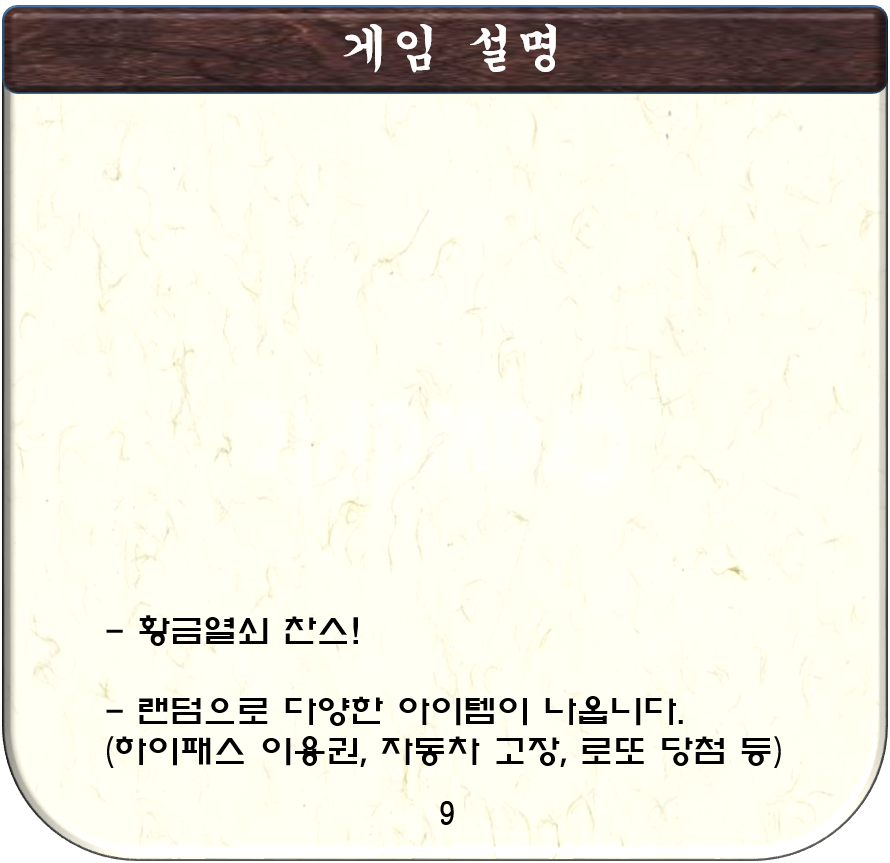 게임 설명
- 황금열쇠 찬스!
- 랜덤으로 다양한 아이템이 나옵니다.
(하이패스 이용권, 자동차 고장, 로또 당첨 등)
9